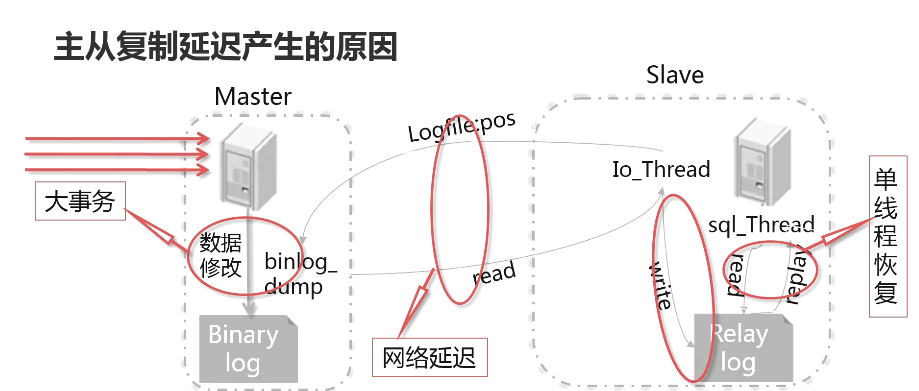 主从复制延迟产生的原因
Master
Slave
Logfile:pos
Io_Thread
大事务
数据
修改
binlog_
dump
read
网络延迟
write
sql_Thread
read
replay
单
线
程
恢
复
Binary
log
Relay
log